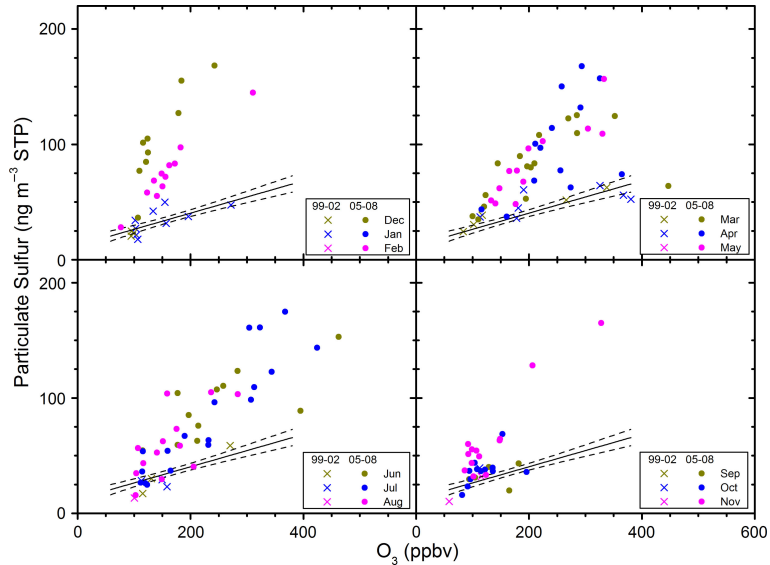 Particulate Sulfur (ng m⁻³ STP)
200
100
0
99-02 05-08
Dec
Jan
Feb
99-02 05-08
Mar
Apr
May
200
100
0
99-02 05-08
Jun
Jul
Aug
99-02 05-08
Sep
Oct
Nov
0 200 400 0 200 400 600
O₃ (ppbv)